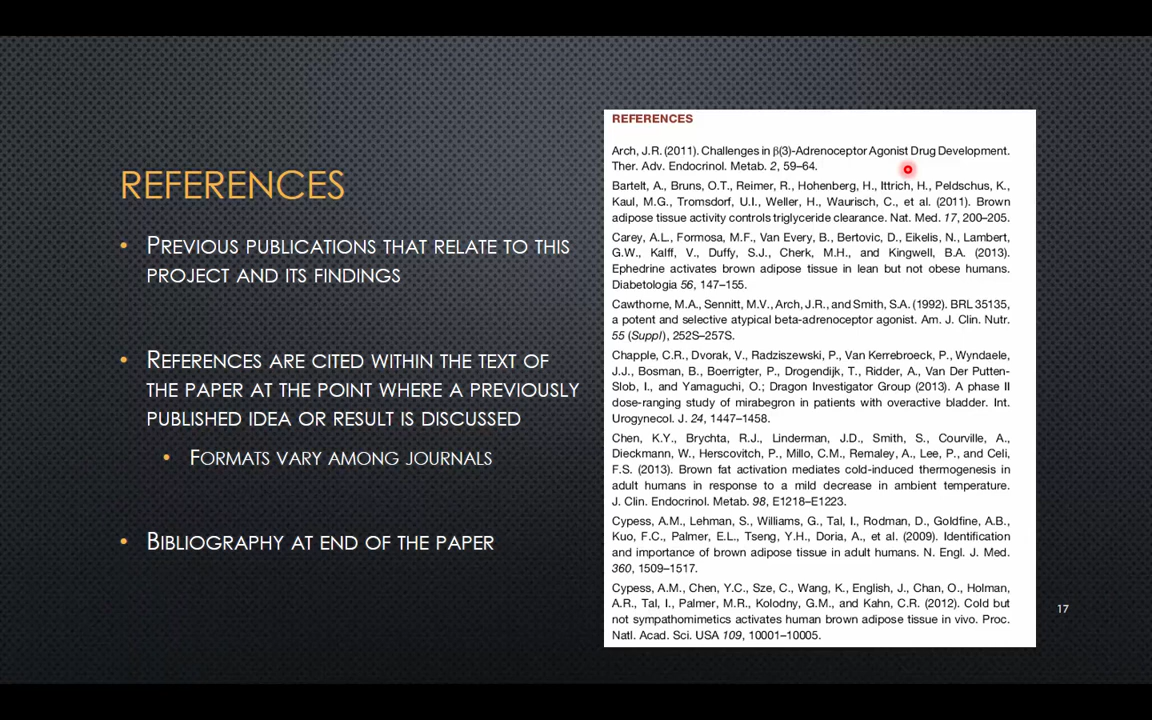 REFERENCES
• PREVIOUS PUBLICATIONS THAT RELATE TO THIS
PROJECT AND ITS FINDINGS
• REFERENCES ARE CITED WITHIN THE TEXT OF
THE PAPER AT THE POINT WHERE A PREVIOUSLY
PUBLISHED IDEA OR RESULT IS DISCUSSED
• FORMATS VARY AMONG JOURNALS
• BIBLIOGRAPHY AT END OF THE PAPER
REFERENCES
Arch, J.R. (2011). Challenges in β(3)-Adrenoceptor Agonist Drug Development.
Ther. Adv. Endocrinol. Metab. 2, 59–64.
Bartelt, A., Bruns, O.T., Reimer, R., Hohenberg, H., Ittrich, H., Peldschus, K.,
Kaul, M.G., Tromsdorf, U.I., Weller, H., Waurisch, C., et al. (2011). Brown
adipose tissue activity controls triglyceride clearance. Nat. Med. 17, 200–205.
Carey, A.L., Formosa, M.F., Van Every, B., Bertovic, D., Eikelis, N., Lambert,
G.W., Kalff, V., Duffy, S.J., Cherk, M.H., and Kingwell, B.A. (2013).
Ephedrine activates brown adipose tissue in lean but not obese humans.
Diabetologia 56, 147–155.
Cawthorne, M.A., Sennitt, M.V., Arch, J.R., and Smith, S.A. (1992). BRL 35135,
a potent and selective atypical beta-adrenoceptor agonist. Am. J. Clin. Nutr.
55 (Suppl), 252S–257S.
Chapple, C.R., Dvorak, V., Radziszewski, P., Van Kerrebroeck, P., Wyndaele,
J.J., Bosman, B., Boerrigter, P., Drogendijk, T., Ridder, A., Van Der Putten-
Slob, I., and Yamaguchi, O.; Dragon Investigator Group (2013). A phase II
dose-ranging study of mirabegron in patients with overactive bladder. Int.
Urogynecol. J. 24, 1447–1458.
Chen, K.Y., Brychta, R.J., Linderman, J.D., Smith, S., Courville, A.,
Dieckmann, W., Herscovitch, P., Millo, C.M., Remaley, A., Lee, P., and Celi,
F.S. (2013). Brown fat activation mediates cold-induced thermogenesis in
adult humans in response to a mild decrease in ambient temperature.
J. Clin. Endocrinol. Metab. 98, E1218–E1223.
Cypess, A.M., Lehman, S., Williams, G., Tal, I., Rodman, D., Goldfine, A.B.,
Kuo, F.C., Palmer, E.L., Tseng, Y.H., Doria, A., et al. (2009). Identification
and importance of brown adipose tissue in adult humans. N. Engl. J. Med.
360, 1509–1517.
Cypess, A.M., Chen, Y.C., Sze, C., Wang, K., English, J., Chan, O., Holman,
A.R., Tal, I., Palmer, M.R., Kolodny, G.M., and Kahn, C.R. (2012). Cold but
not sympathomimetics activates human brown adipose tissue in vivo. Proc.
Natl. Acad. Sci. USA 109, 10001–10005.
17